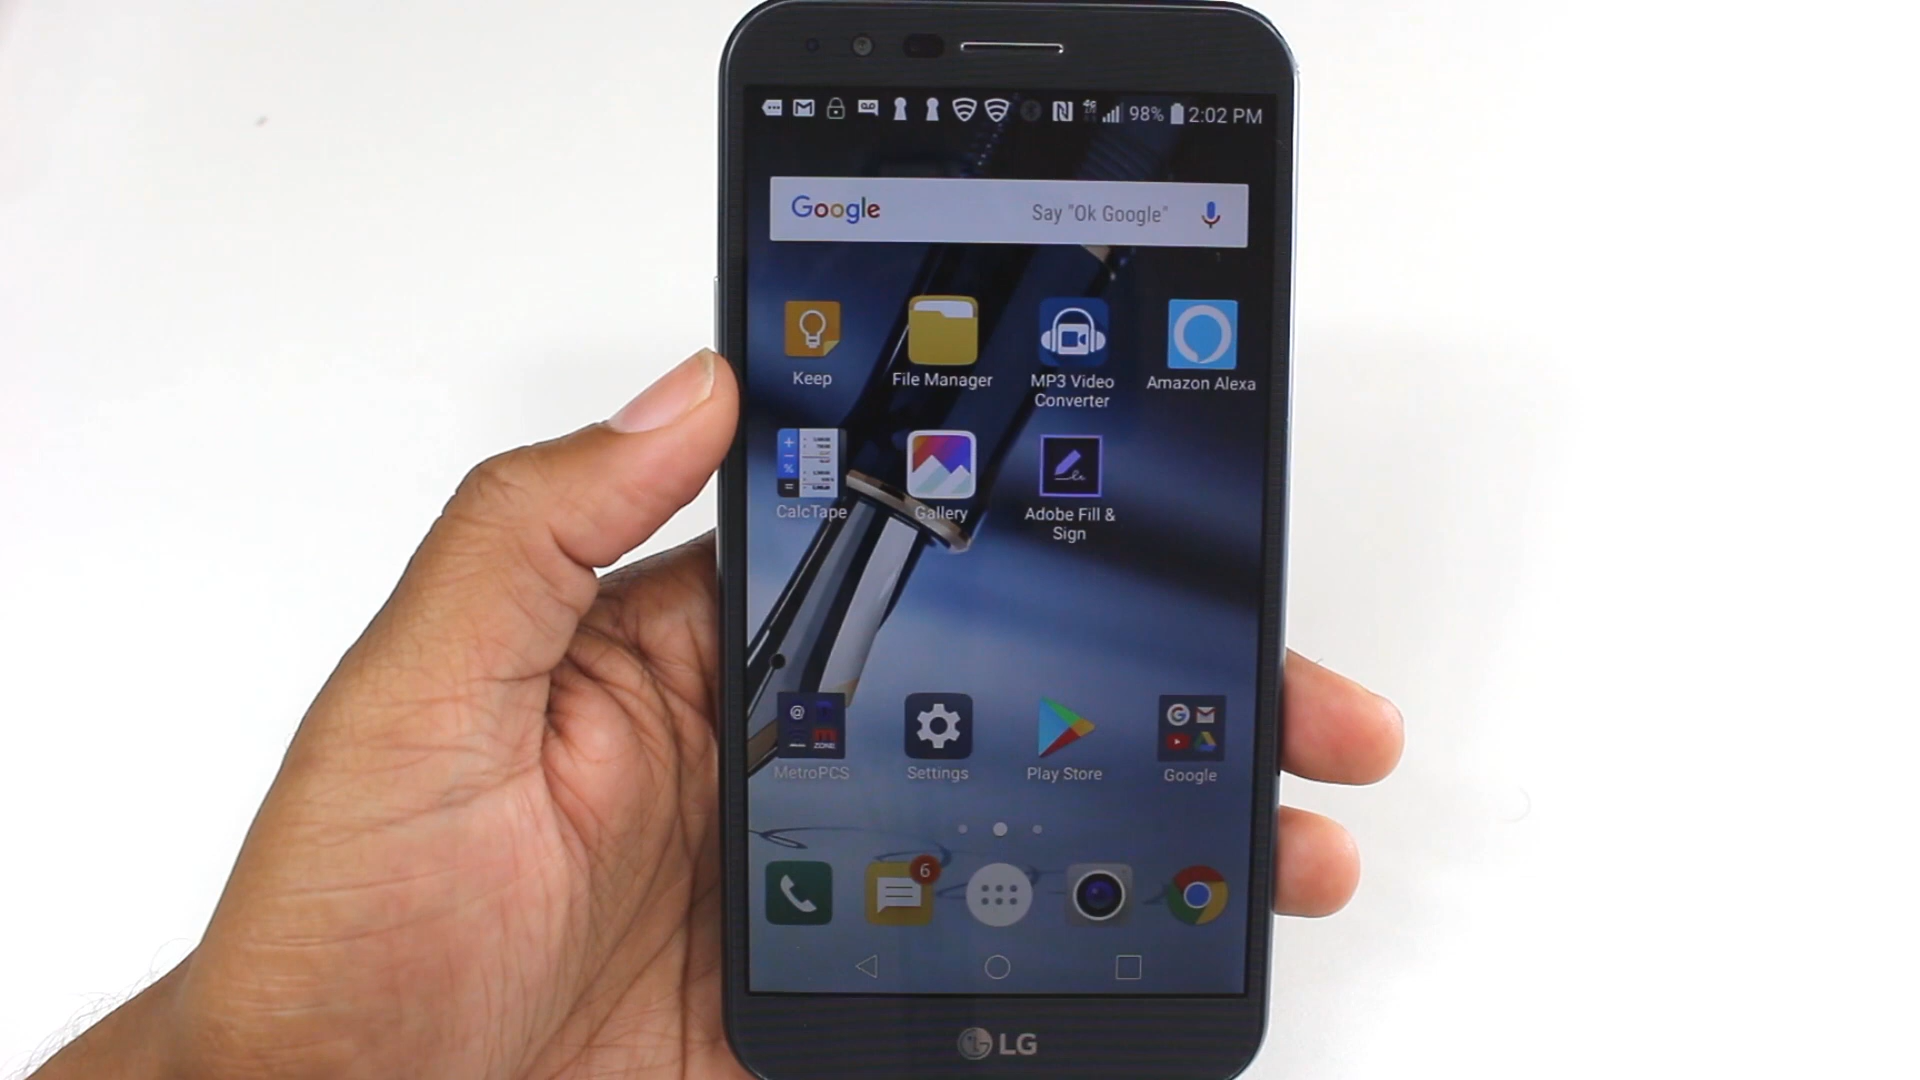 98% 2:02 PM
Google Say "Ok Google"
Keep File Manager MP3 Video Converter Amazon Alexa
CalcTape Gallery Adobe Fill & Sign
@
ZONE
MetroPCS Settings Play Store Google
6
LG